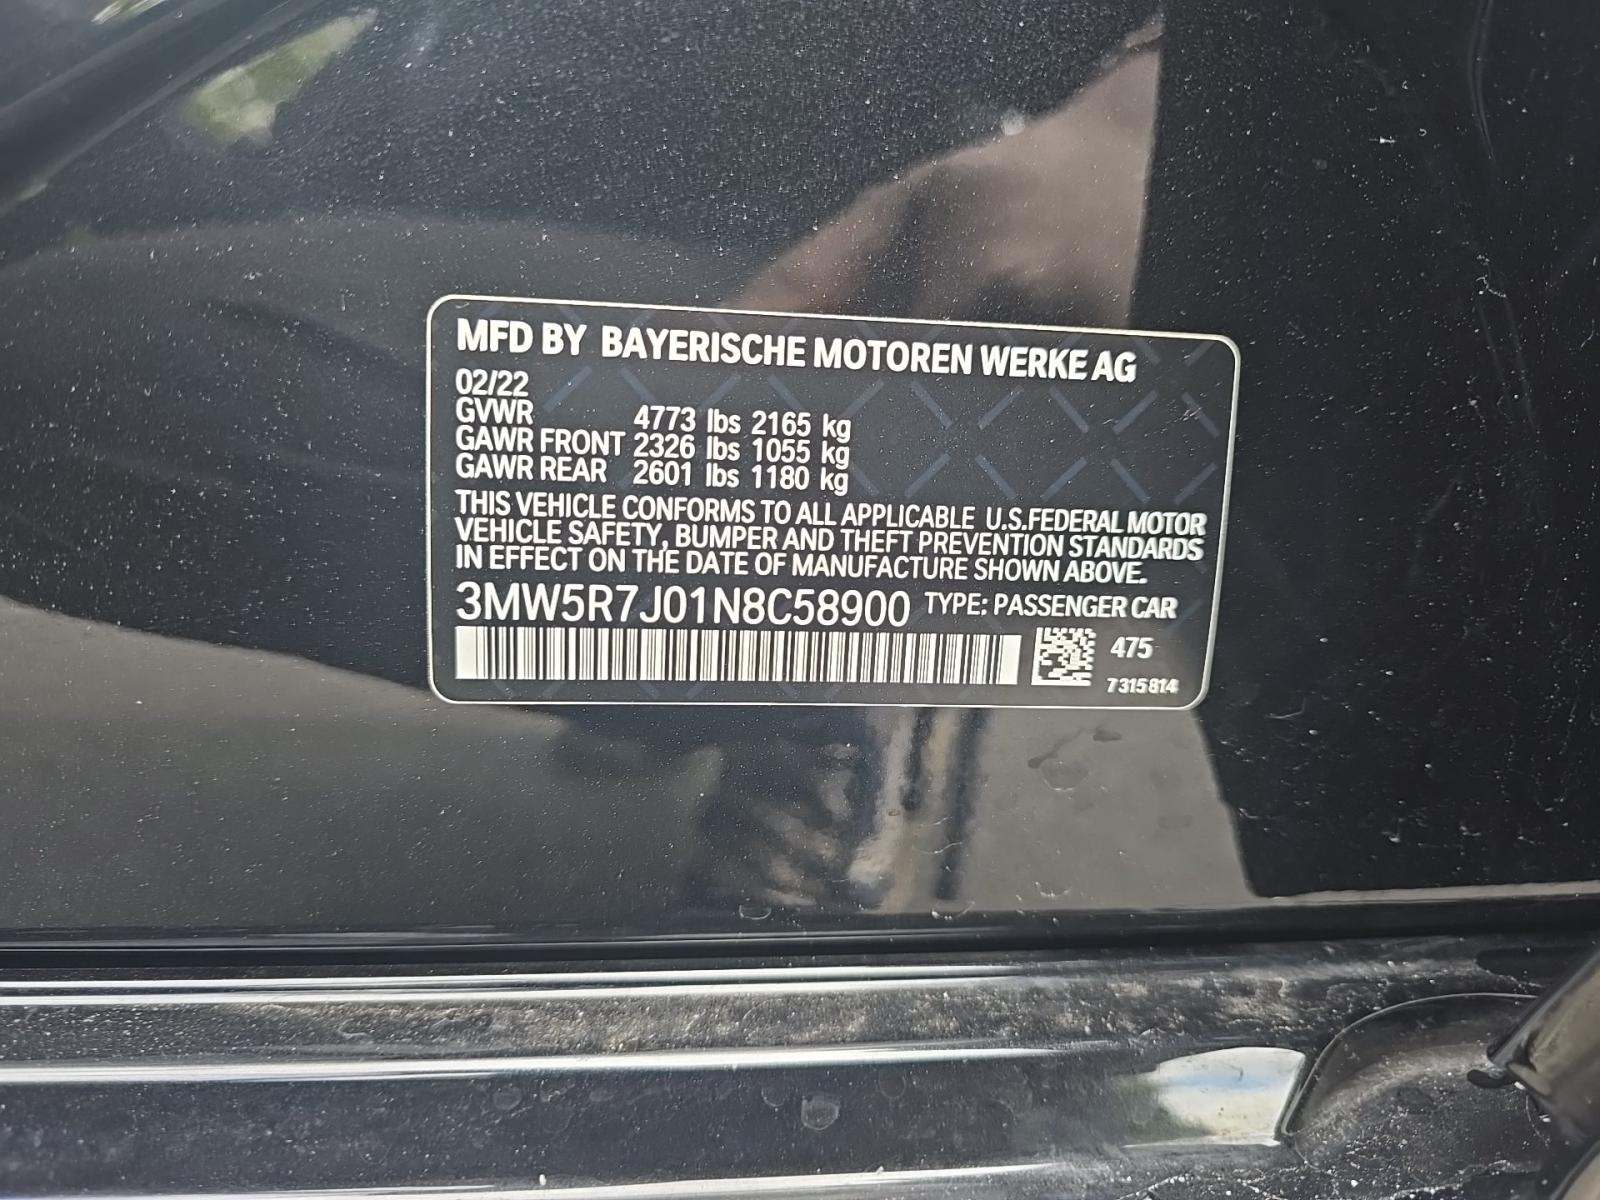 MFD BY BAYERISCHE MOTOREN WERKE AG
02/22
GVWR 4773 lbs 2165 kg
GAWR FRONT 2326 lbs 1055 kg
GAWR REAR 2601 lbs 1180 kg
THIS VEHICLE CONFORMS TO ALL APPLICABLE U.S.FEDERAL MOTOR
VEHICLE SAFETY, BUMPER AND THEFT PREVENTION STANDARDS
IN EFFECT ON THE DATE OF MANUFACTURE SHOWN ABOVE.
3MW5R7J01N8C58900 TYPE: PASSENGER CAR
475
7315814